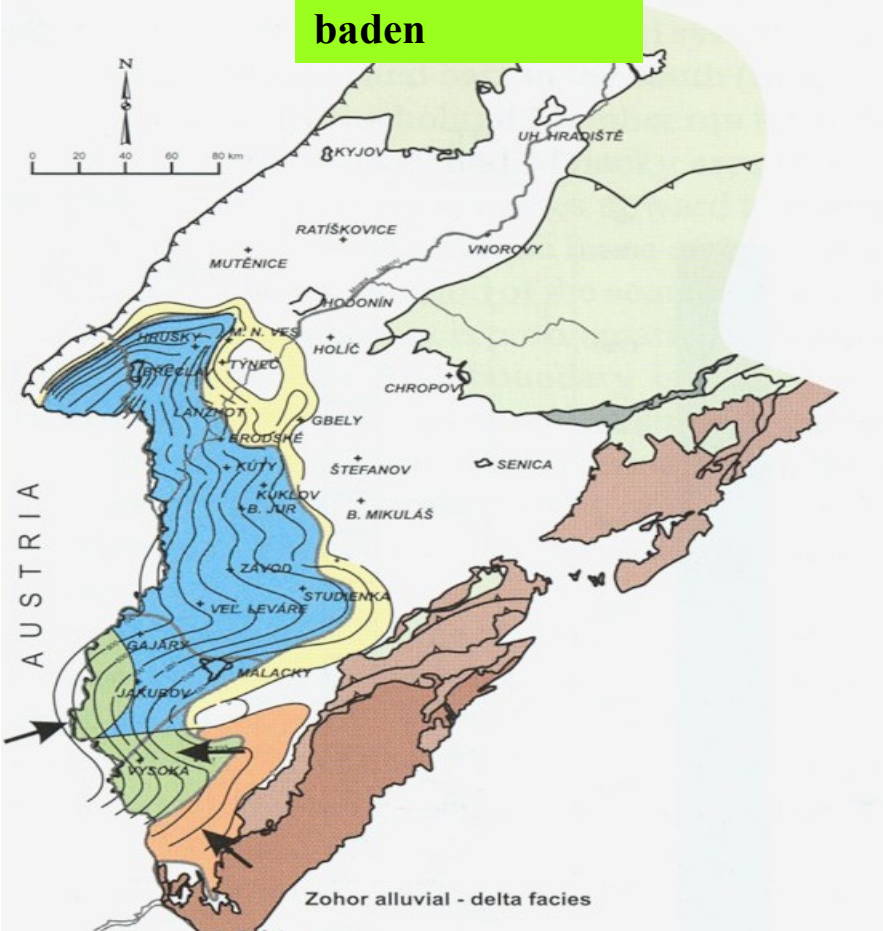 baden
N
0 20 40 60 80 km
UH. HRADIŠTĚ
KYJOV
RATÍŠKOVICE
MUTĚNICE
VNOROVY
HODONÍN
HRUŠKY
M. N. VES
HOLÍČ
TÝNEC
BŘECLAV
CHROPOV
LANŽHOT
GBELY
BRODSKÉ
KÚTY
ŠTEFANOV
SENICA
KUKLOV
B. JUR
B. MIKULÁŠ
AUSTRIA
ZÁVOD
STUDIENKA
VEĽ. LEVÁRE
GAJARY
MALACKY
JAKUBOV
VYSOKÁ
Zohor alluvial - delta facies